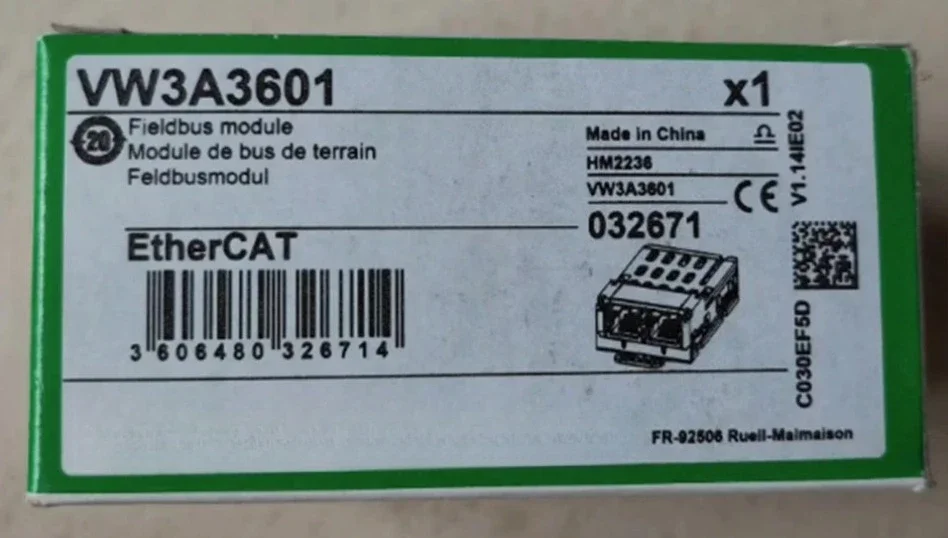 VW3A3601
x1
20
Fieldbus module
Module de bus de terrain
Feldbusmodul
Made in China
HM2236
VW3A3601
CE
032671
V1.14IE02
EtherCAT
3 606480 326714
C030EF5D
FR-92506 Rueil-Malmaison